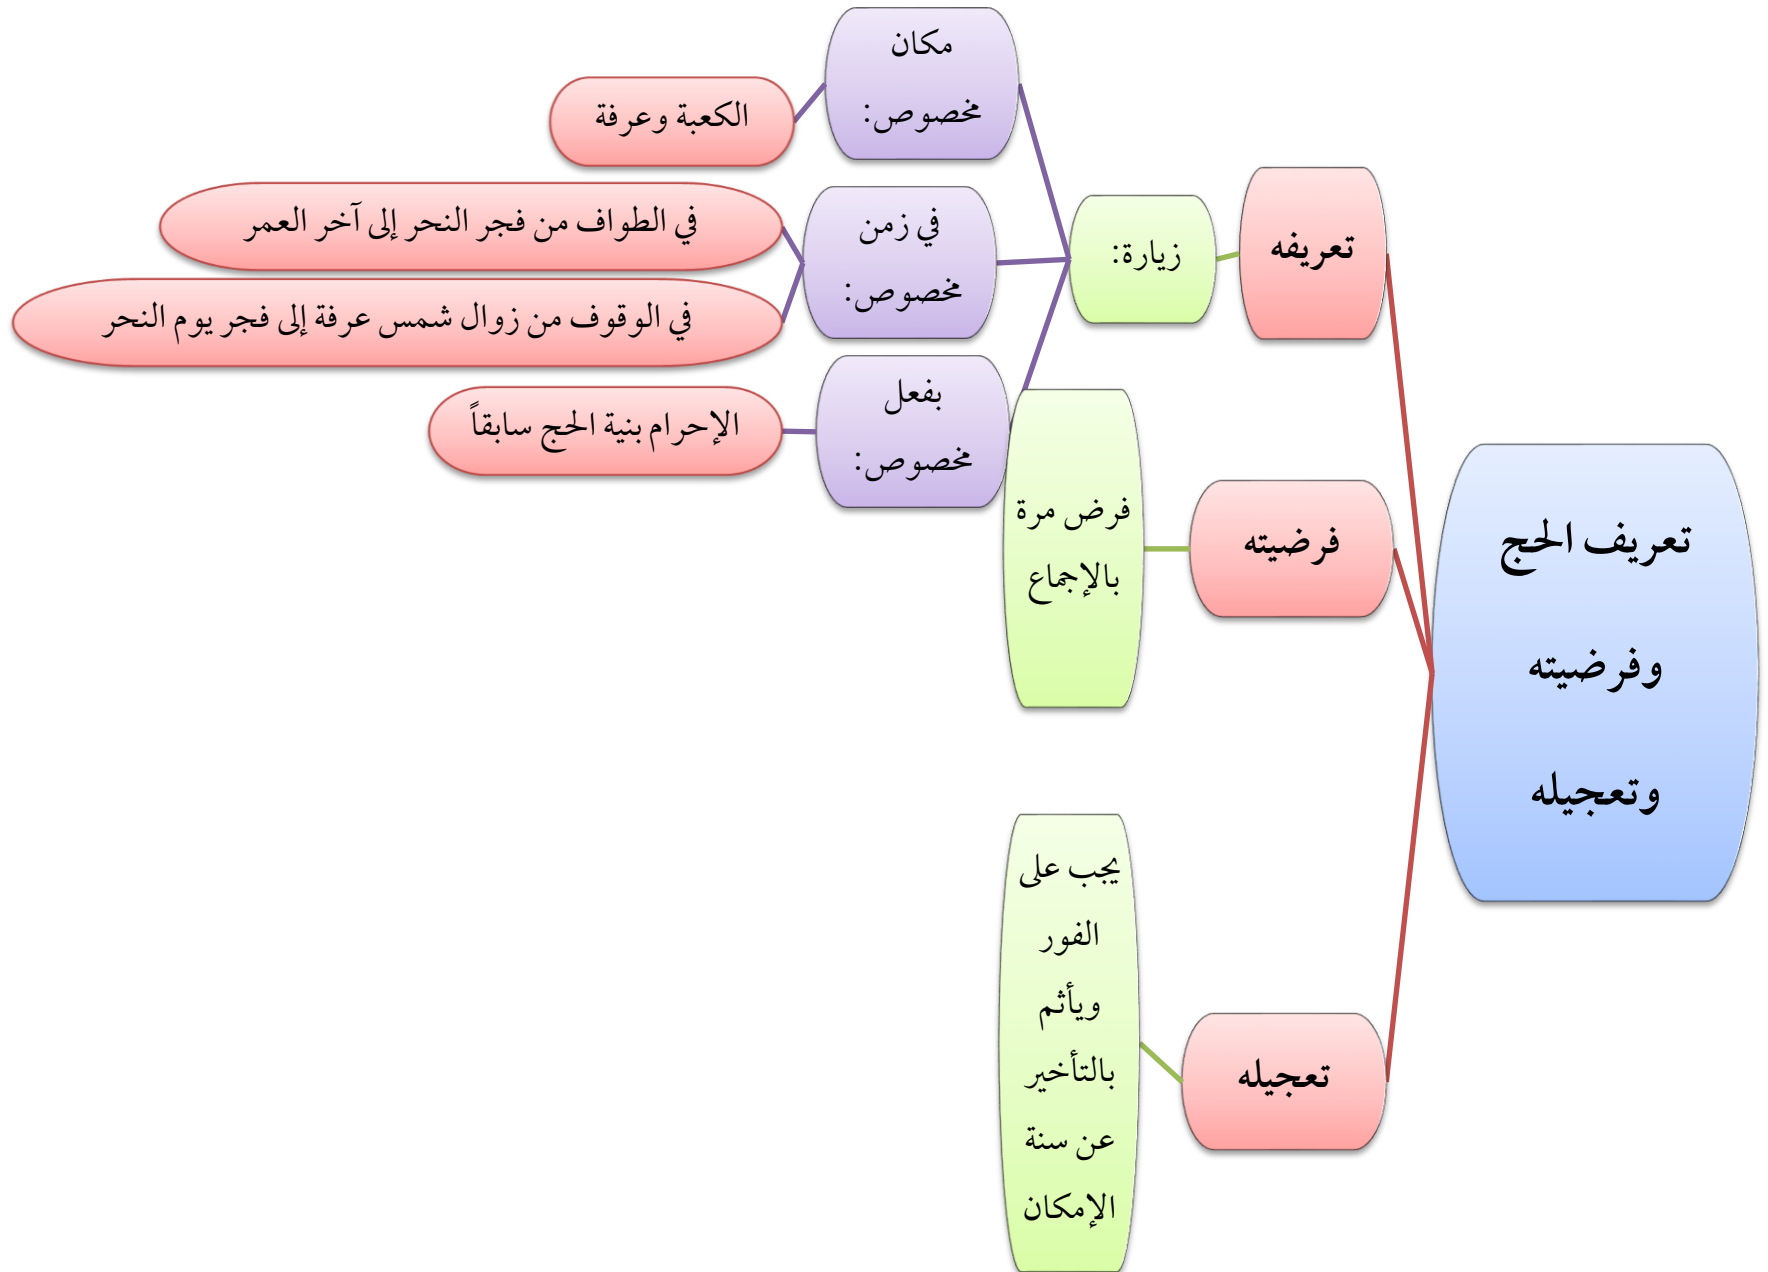 تعريف الحج
وفرضيته
وتعجيله
تعريفه
زيارة:
مكان
مخصوص:
الكعبة وعرفة
في زمن
مخصوص:
في الطواف من فجر النحر إلى آخر العمر
في الوقوف من زوال شمس عرفة إلى فجر يوم النحر
بفعل
مخصوص:
الإحرام بنية الحج سابقاً
فرضيته
فرض مرة
بالإجماع
تعجيله
يجب على
الفور
ويأثم
بالتأخير
عن سنة
الإمكان